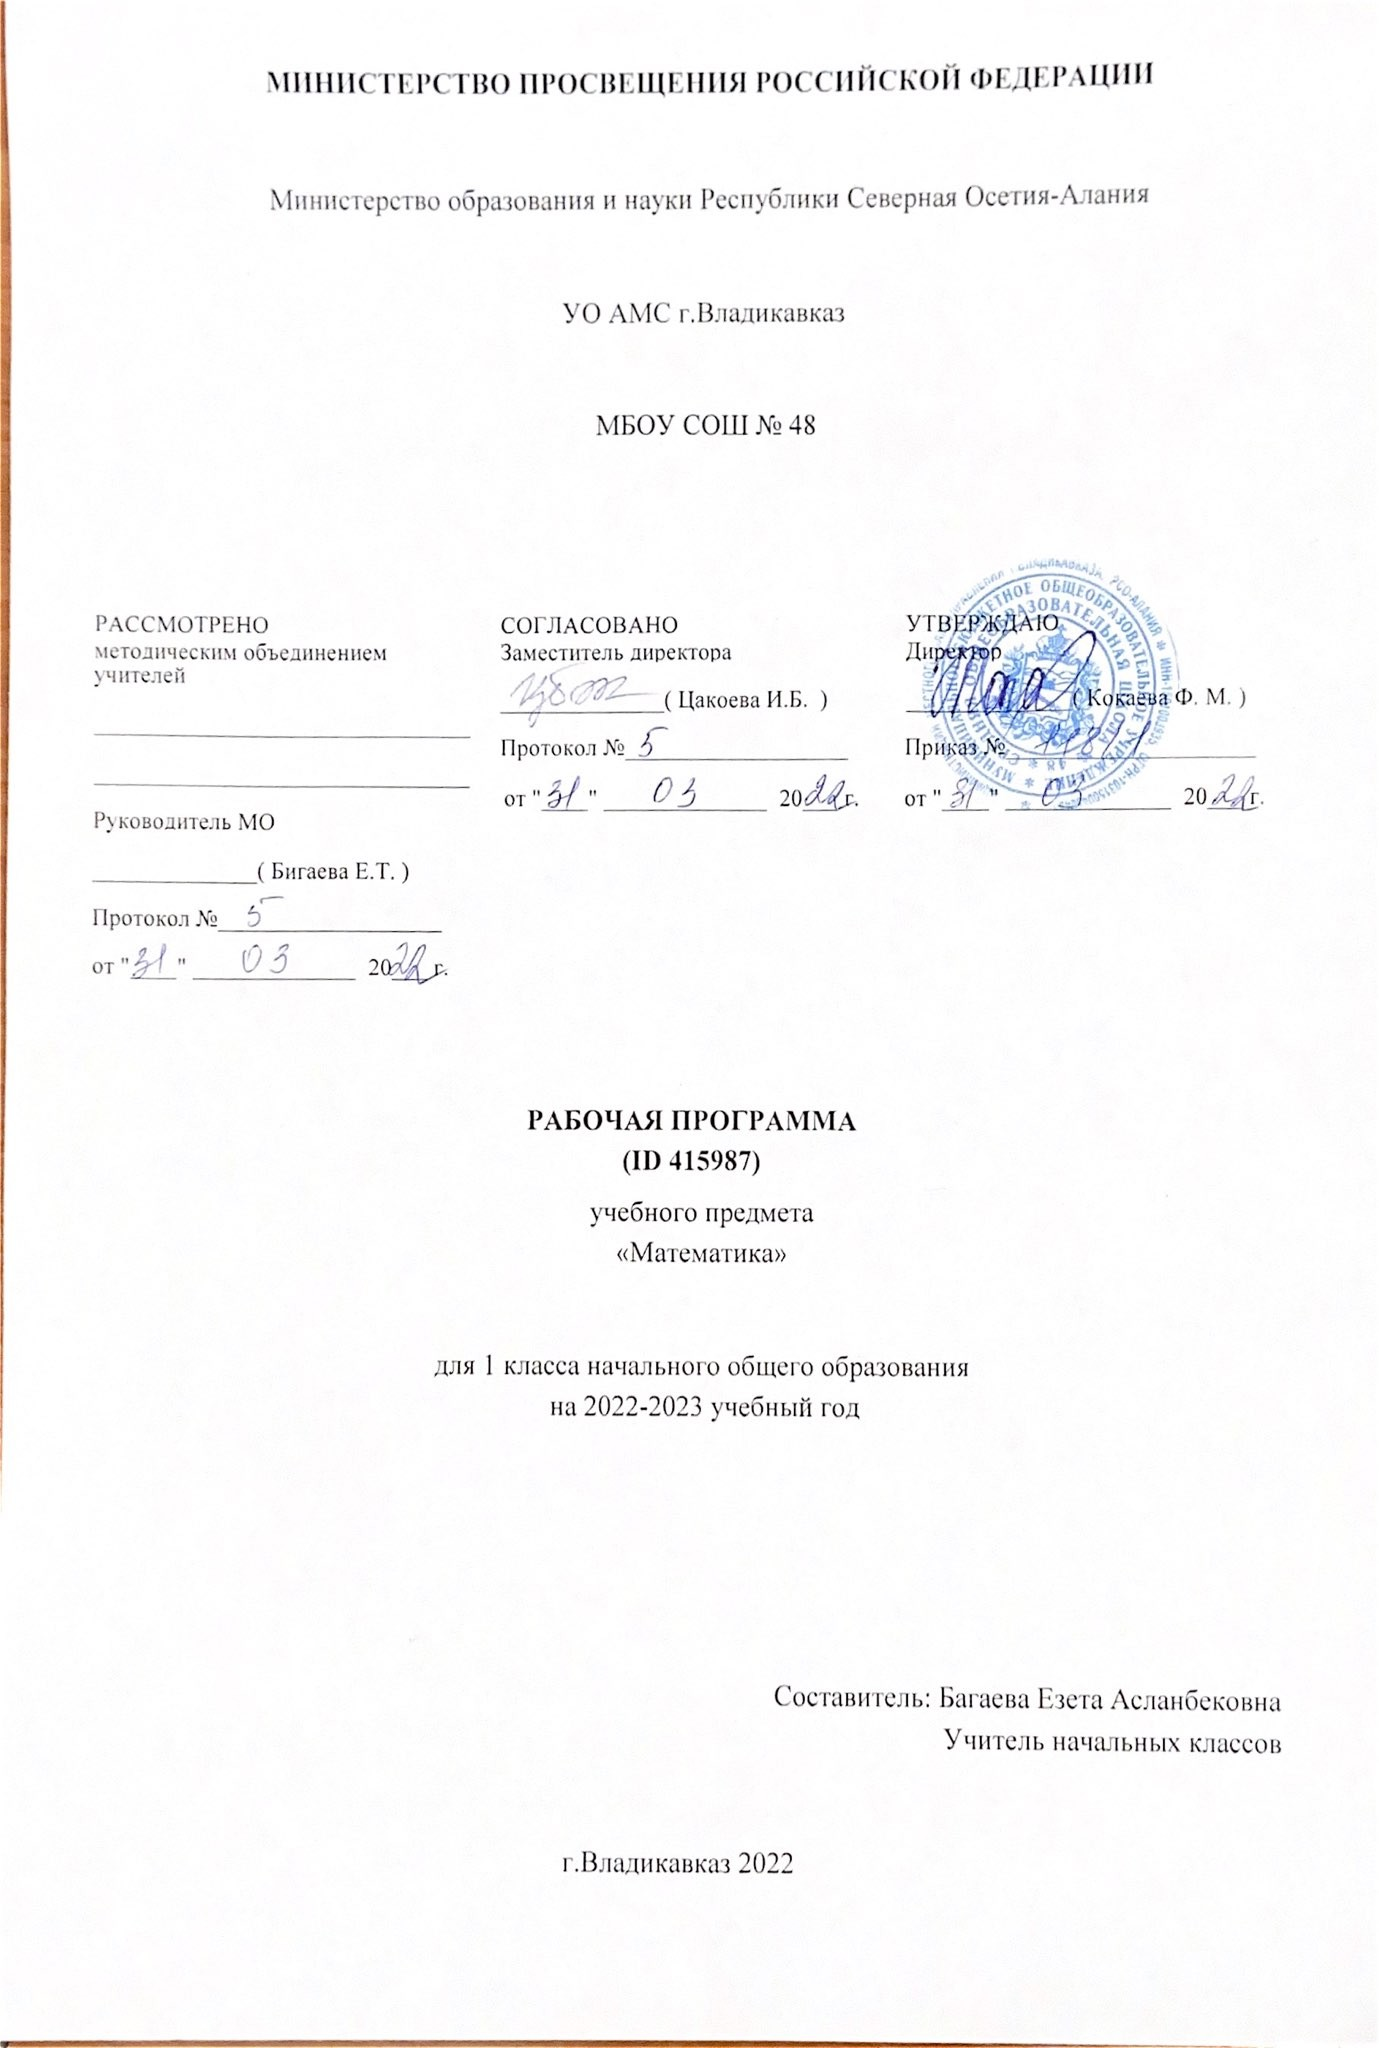 МИНИСТЕРСТВО ПРОСВЕЩЕНИЯ РОССИЙСКОЙ ФЕДЕРАЦИИ
Министерство образования и науки Республики Северная Осетия-Алания
УО АМС г.Владикавказ
МБОУ СОШ № 48
РАССМОТРЕНО
методическим объединением
учителей
Руководитель МО
( Бигаева Е.Т. )
Протокол № 5
от "31" 03 2022 г.
СОГЛАСОВАНО
Заместитель директора
( Цакоева И.Б. )
Протокол № 5
от "31" 03 2022 г.
УТВЕРЖДАЮ
Директор
( Кокаева Ф. М. )
Приказ №
от "31" 03 2022 г.
РАБОЧАЯ ПРОГРАММА
(ID 415987)
учебного предмета
«Математика»
для 1 класса начального общего образования
на 2022-2023 учебный год
Составитель: Багаева Езета Асланбековна
Учитель начальных классов
г.Владикавказ 2022